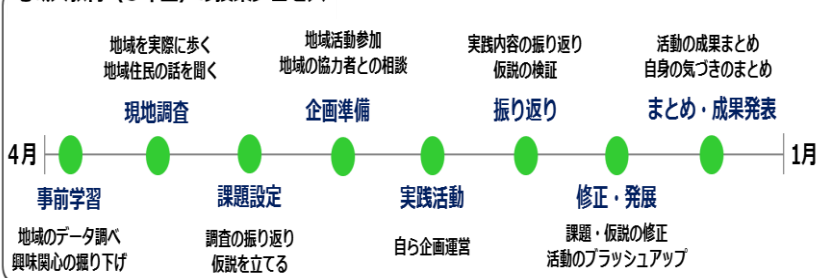 地域を実際に歩く
地域住民の話を聞く
現地調査
地域活動参加
地域の協力者との相談
企画準備
実践内容の振り返り
仮説の検証
振り返り
活動の成果まとめ
自身の気づきのまとめ
まとめ・成果発表
4月
1月
事前学習
地域のデータ調べ
興味関心の掘り下げ
課題設定
調査の振り返り
仮説を立てる
実践活動
自ら企画運営
修正・発展
課題・仮説の修正
活動のブラッシュアップ